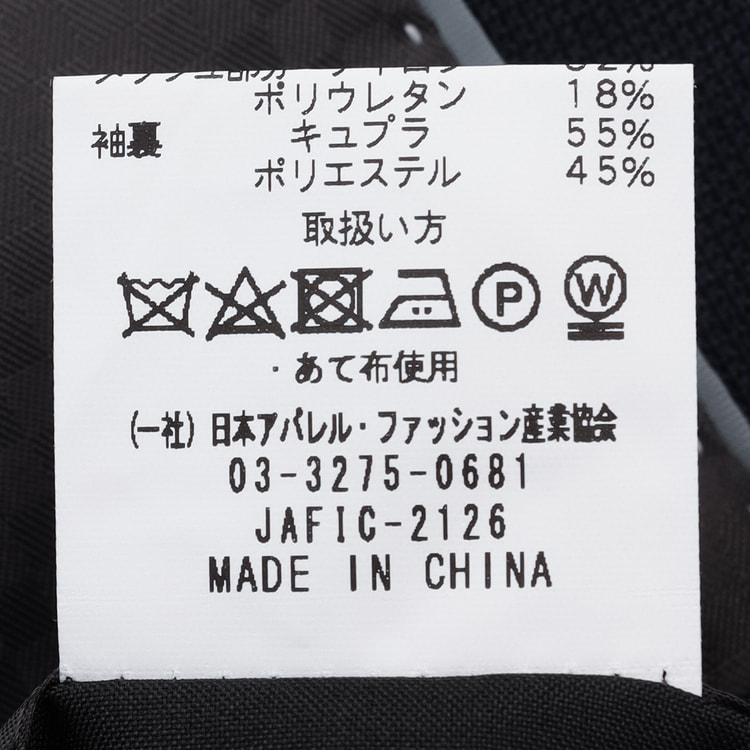 ポリウレタン 18%
袖裏 キュプラ 55%
ポリエステル 45%
取扱い方
P W
・あて布使用
(一社)日本アパレル・ファッション産業協会
03-3275-0681
JAFIC-2126
MADE IN CHINA